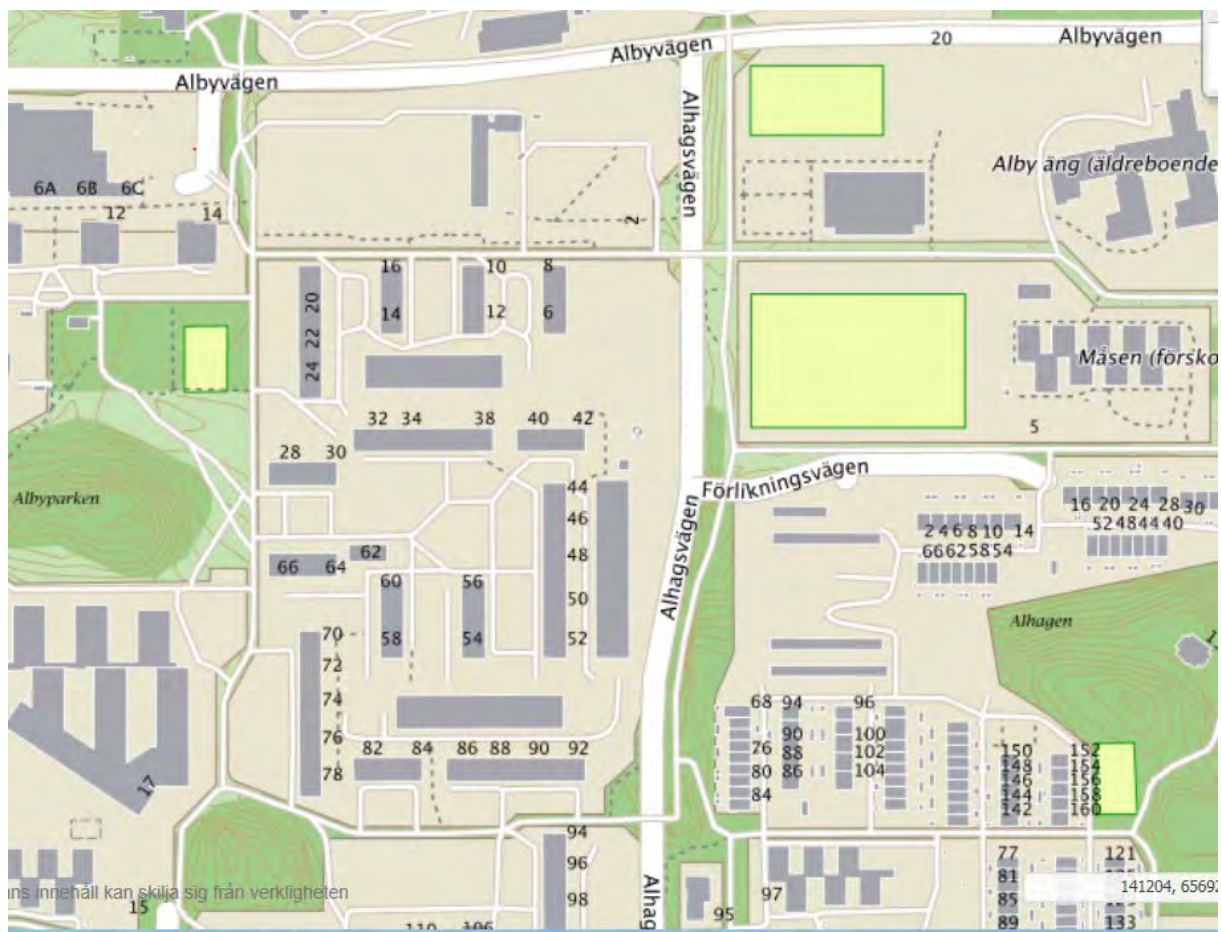 Albyvägen
Albyvägen
20
Albyvägen
Alhagsvägen
Alby äng (äldreboende
6A 6B 6C
12
14
2
16
10
8
20
14
12
6
22
24
Måsen (försko
32 34 38 40 42
5
28 30
Albyparken
44
Förlikningsvägen
46
16 20 24 28 30
52 48 44 40
2 4 6 8 10 14
66 62 58 54
48
62
66 64
60
56
50
Alhagsvägen
58
54
52
Alhagen
70
72
74
76
78
82 84 86 88 90 92
68 94 96
90 100
76 88 102
80 86 104
84
150 152
148 154
146 156
144 158
142 160
17
94
96
98
77
81
85
89
121
133
97
95
15
ns innehåll kan skilja sig från verkligheten
141204, 65692
Alhag
110 106